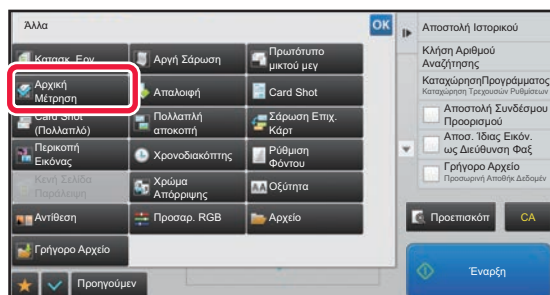 Άλλα
OK
Κατασκ. Εργ
Αργή Σάρωση
Πρωτότυπο
μικτού μεγ
Αρχική
Μέτρηση
Απαλοιφή
Card Shot
Card Shot
(Πολλαπλό)
Πολλαπλή
αποκοπή
Σάρωση Επιχ.
Κάρτ
Περικοπή
Εικόνας
Χρονοδιακόπτης
Ρύθμιση
Φόντου
Κενή Σελίδα
Παράλειψη
Χρώμα
Απόρριψης
AA Οξύτητα
Αντίθεση
Προσαρ. RGB
Αρχείο
Γρήγορο Αρχείο
Προηγούμεν
Αποστολή Ιστορικού
Κλήση Αριθμού
Αναζήτησης
ΚαταχώρησηΠρογράμματος
Καταχώρηση Τρεχουσών Ρυθμίσεων
Αποστολή Συνδέσμου
Προορισμού
Αποσ. Ίδιας Εικόν.
ως Διεύθυνση Φαξ
Γρήγορο Αρχείο
Προσωρινή Αποθήκ Δεδομέν
Προεπισκόπ
CA
Έναρξη